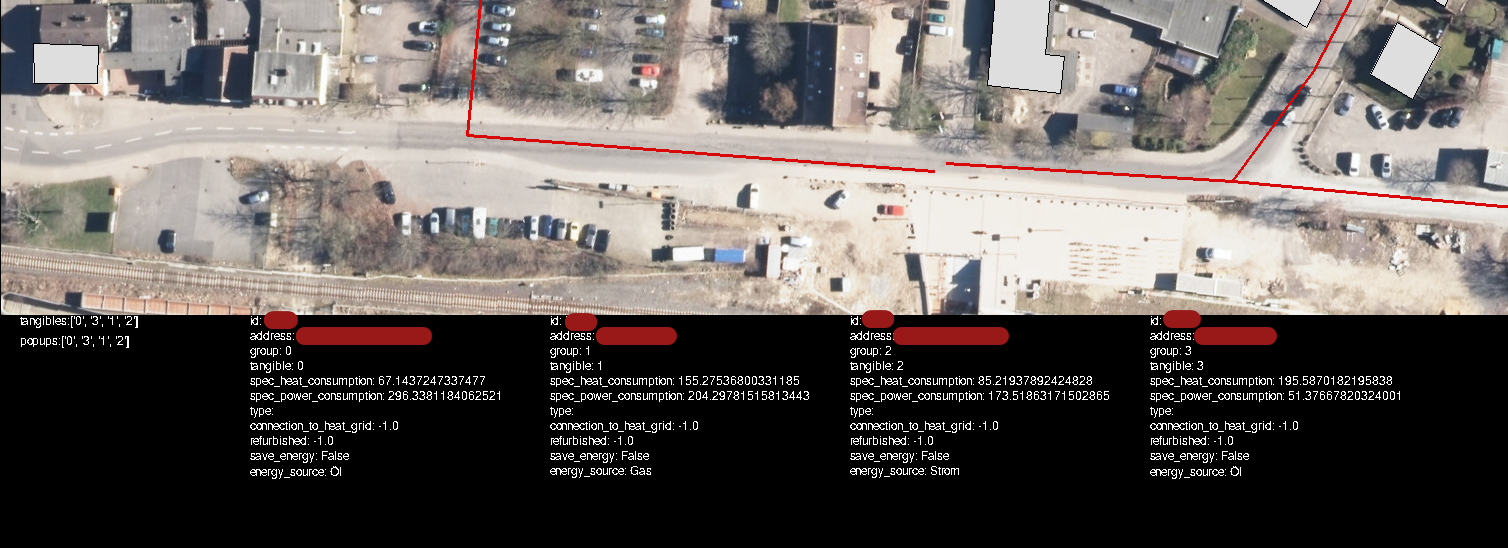 tangibles:['0', '3', '1', '2']
popups:['0', '3', '1', '2']
id:
address:
group: 0
tangible: 0
spec_heat_consumption: 67.1437247337477
spec_power_consumption: 296.3381184062521
type:
connection_to_heat_grid: -1.0
refurbished: -1.0
save_energy: False
energy_source: Öl
id:
address:
group: 1
tangible: 1
spec_heat_consumption: 155.27536800331185
spec_power_consumption: 204.29781515813443
type:
connection_to_heat_grid: -1.0
refurbished: -1.0
save_energy: False
energy_source: Gas
id:
address:
group: 2
tangible: 2
spec_heat_consumption: 85.21937892424828
spec_power_consumption: 173.51863171502865
type:
connection_to_heat_grid: -1.0
refurbished: -1.0
save_energy: False
energy_source: Strom
id:
address:
group: 3
tangible: 3
spec_heat_consumption: 195.5870182195838
spec_power_consumption: 51.37667820324001
type:
connection_to_heat_grid: -1.0
refurbished: -1.0
save_energy: False
energy_source: Öl